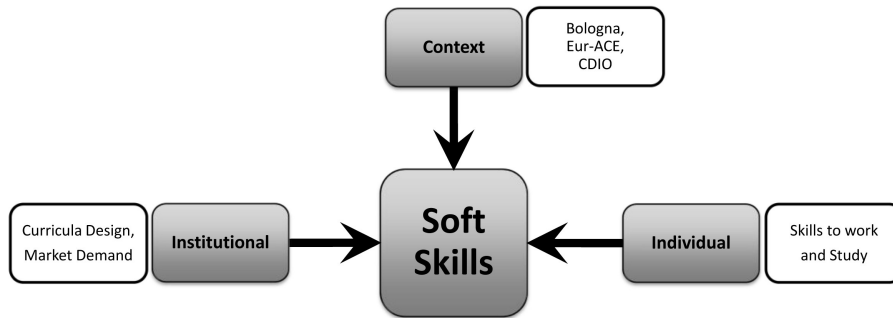 Context
Bologna,
Eur-ACE,
CDIO
Curricula Design,
Market Demand
Institutional
Soft
Skills
Individual
Skills to work
and Study